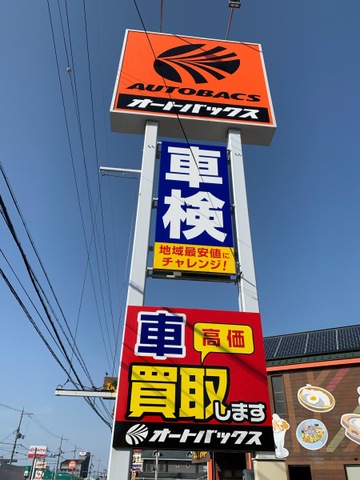 AUTOBACS
オートバックス
車検
地域最安値に
チャレンジ！
車
高価
買取します
オートバックス